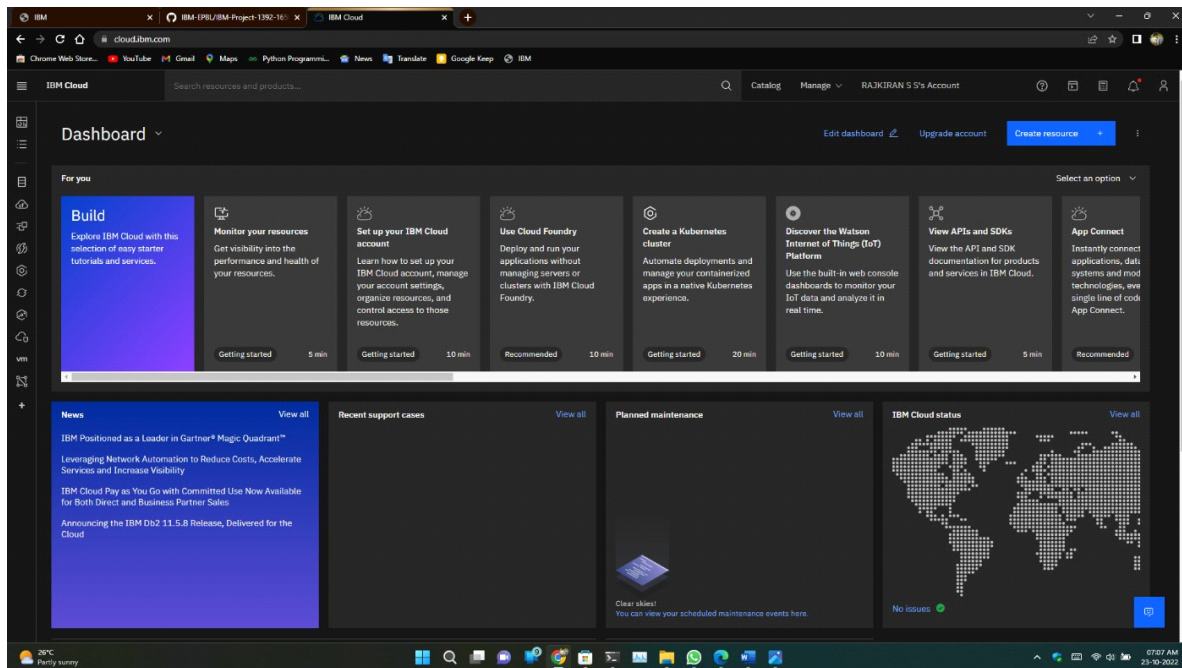 IBM
IBM-EPBL/IBM-Project-1392-165
IBM Cloud
cloud.ibm.com
Chrome Web Store...
YouTube
Gmail
Maps
Python Programmi...
News
Translate
Google Keep
IBM
IBM Cloud
Search resources and products...
Catalog
Manage
RAJKIRAN S S's Account
Dashboard
Edit dashboard
Upgrade account
Create resource +
For you
Select an option
Build
Explore IBM Cloud with this
selection of easy starter
tutorials and services.
Monitor your resources
Get visibility into the
performance and health of
your resources.
Getting started
5 min
Set up your IBM Cloud
account
Learn how to set up your
IBM Cloud account, manage
your account settings,
organize resources, and
control access to those
resources.
Getting started
10 min
Use Cloud Foundry
Deploy and run your
applications without
managing servers or
clusters with IBM Cloud
Foundry.
Recommended
10 min
Create a Kubernetes
cluster
Automate deployments and
manage your containerized
apps in a native Kubernetes
experience.
Getting started
20 min
Discover the Watson
Internet of Things (IoT)
Platform
Use the built-in web console
dashboards to monitor your
IoT data and analyze it in
real time.
Getting started
10 min
View APIs and SDKs
View the API and SDK
documentation for products
and services in IBM Cloud.
Getting started
5 min
App Connect
Instantly connect
applications, data
systems and mod
technologies, eve
single line of code
App Connect.
Recommended
vm
News
View all
IBM Positioned as a Leader in Gartner® Magic Quadrant™
Leveraging Network Automation to Reduce Costs, Accelerate
Services and Increase Visibility
IBM Cloud Pay as You Go with Committed Use Now Available
for Both Direct and Business Partner Sales
Announcing the IBM Db2 11.5.8 Release, Delivered for the
Cloud
Recent support cases
View all
Planned maintenance
View all
Clear skies!
You can view your scheduled maintenance events here.
IBM Cloud status
View all
No issues
26°C
Partly sunny
07:07 AM
23-10-2022